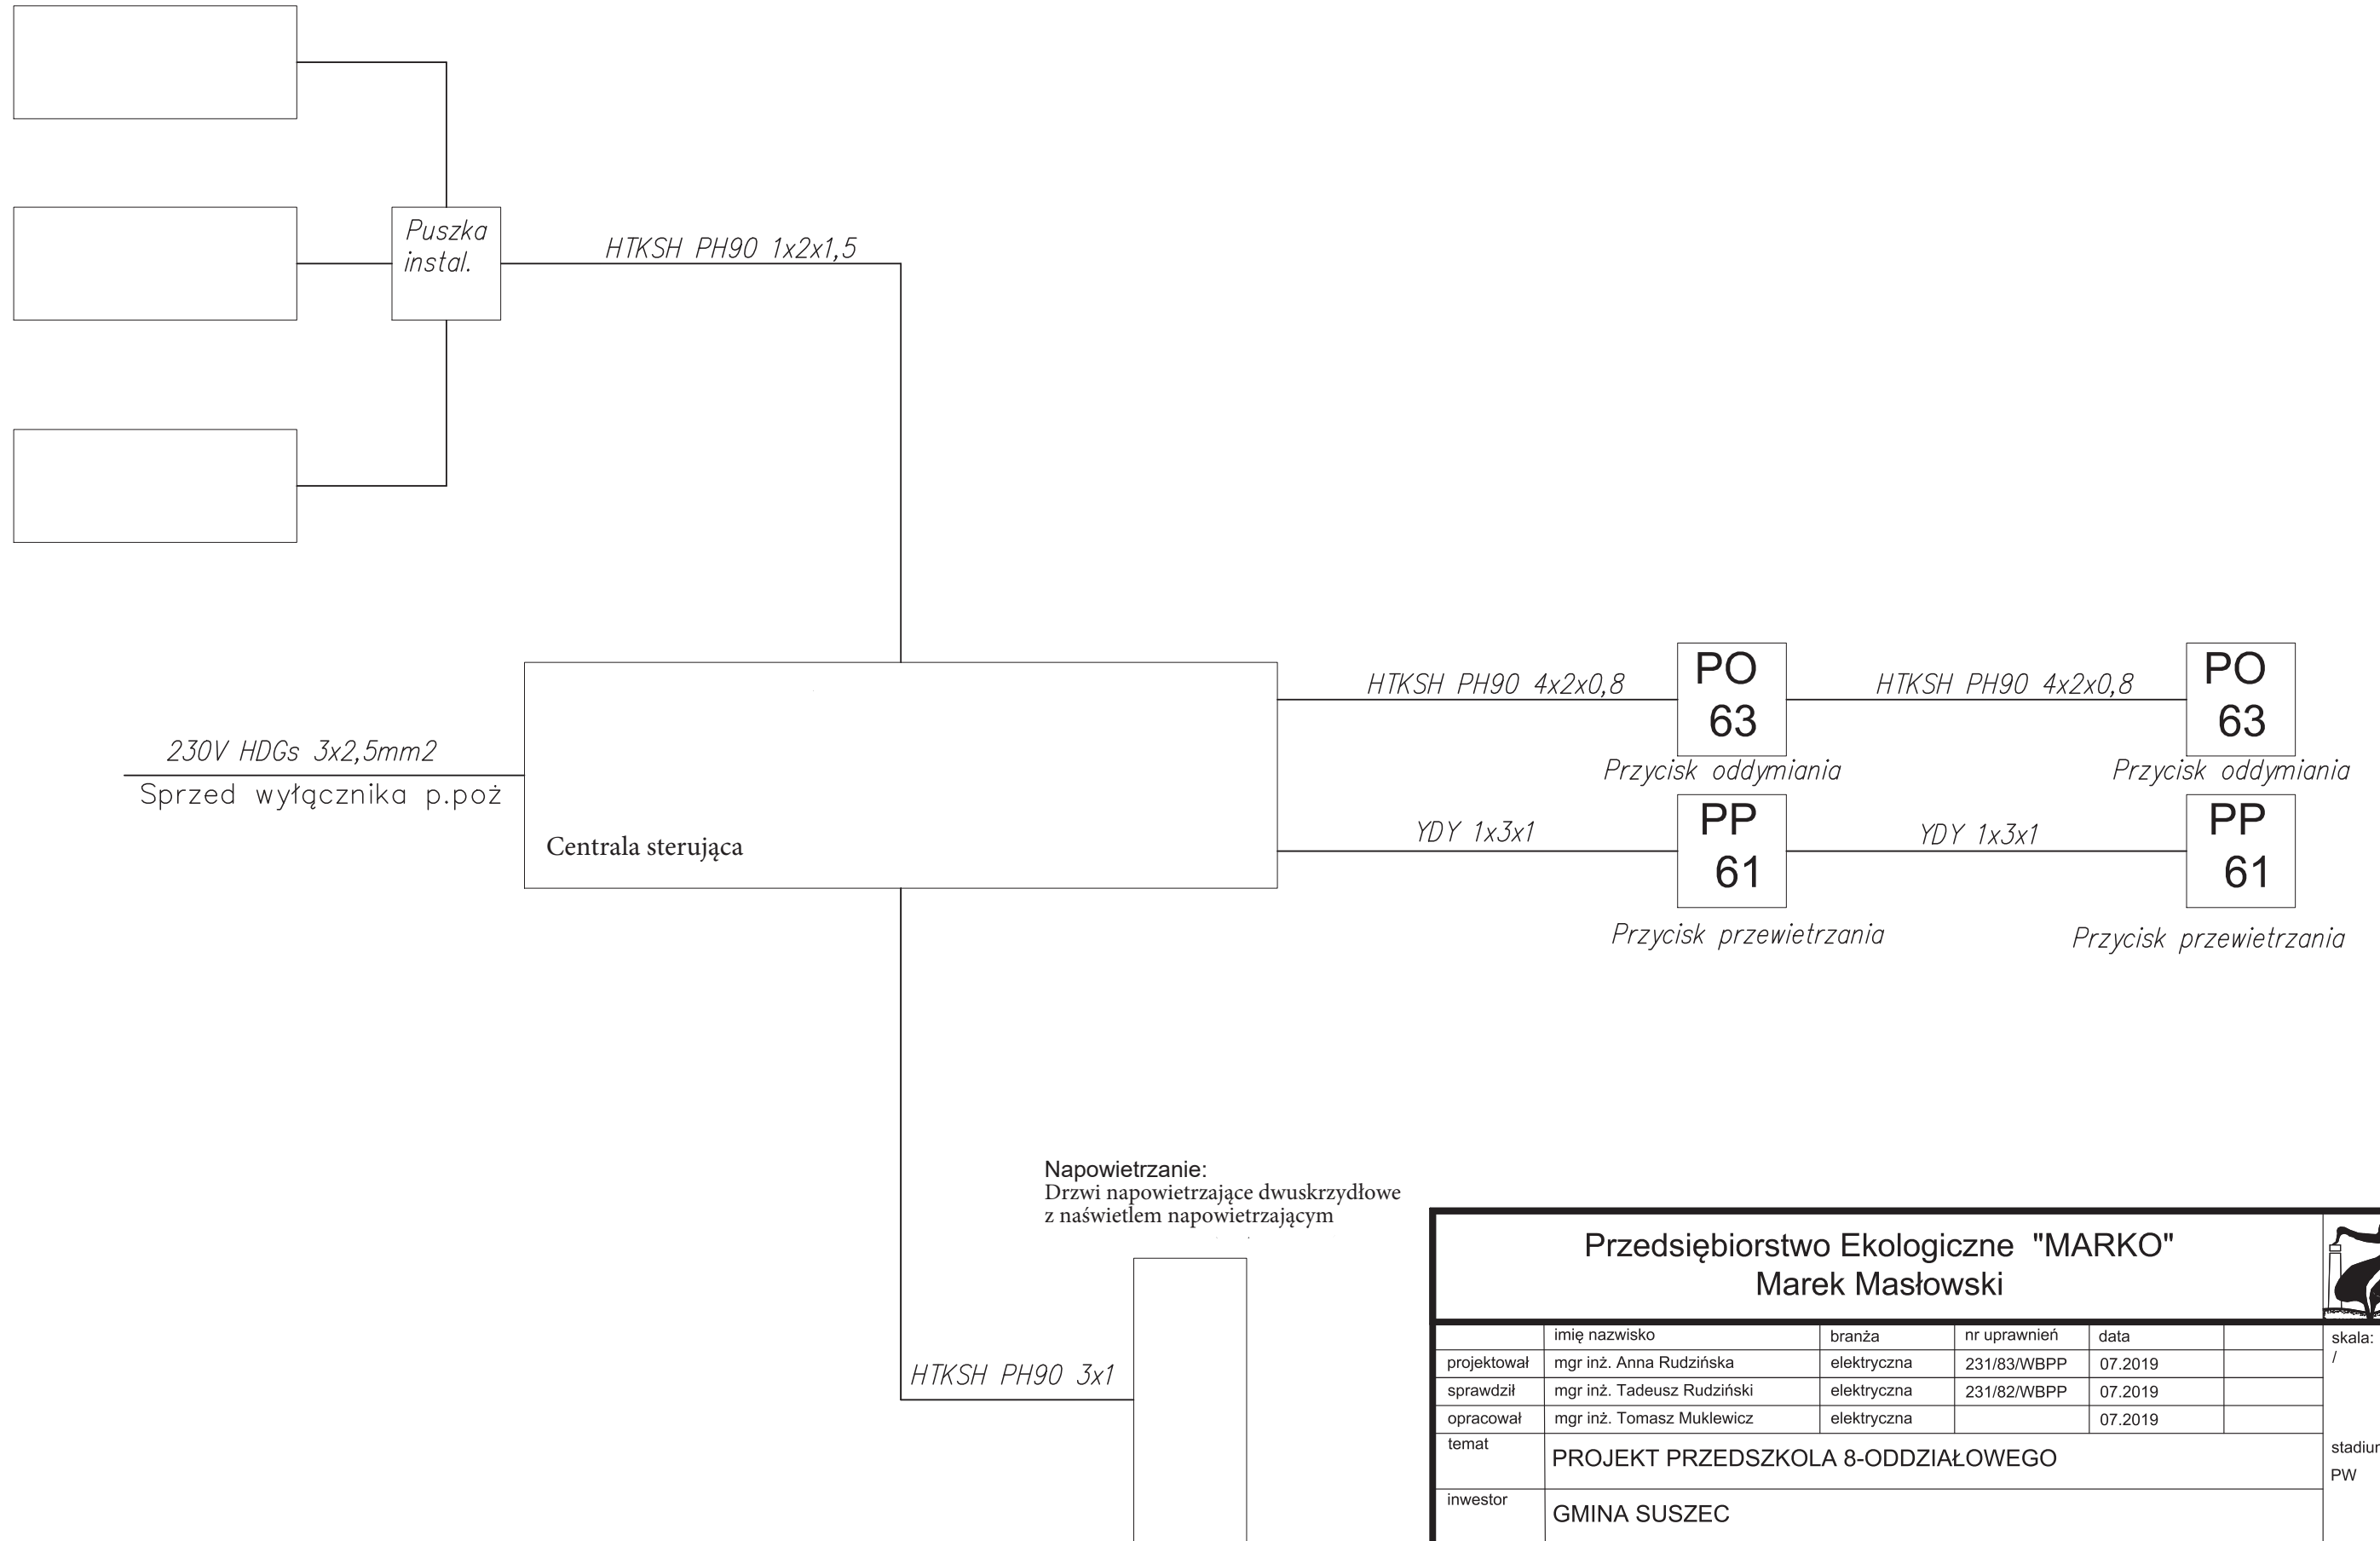 Puszka
instal.
HTKSH PH90 1x2x1,5
HTKSH PH90 4x2x0,8
PO
63
Przycisk oddymiania
HTKSH PH90 4x2x0,8
PO
63
Przycisk oddymiania
230V HDGs 3x2,5mm2
Sprzed wyłącznika p.poż
Centrala sterująca
YDY 1x3x1
PP
61
Przycisk przewietrzania
YDY 1x3x1
PP
61
Przycisk przewietrzania
Napowietrzanie:
Drzwi napowietrzające dwuskrzydłowe
z naświetlem napowietrzającym
HTKSH PH90 3x1
Przedsiębiorstwo Ekologiczne "MARKO"
Marek Masłowski
imię nazwisko branża nr uprawnień data skala:
projektował mgr inż. Anna Rudzińska elektryczna 231/83/WBPP 07.2019 /
sprawdził mgr inż. Tadeusz Rudziński elektryczna 231/82/WBPP 07.2019
opracował mgr inż. Tomasz Muklewicz elektryczna 07.2019
temat PROJEKT PRZEDSZKOLA 8-ODDZIAŁOWEGO
PW
inwestor GMINA SUSZEC